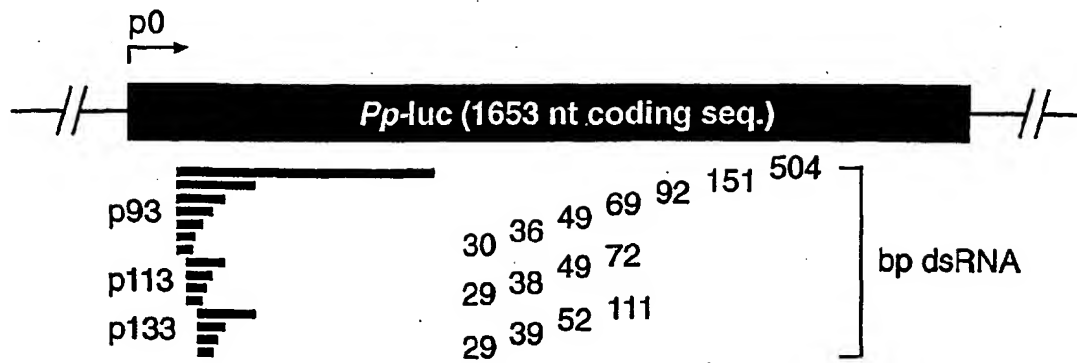 p0
Pp-luc (1653 nt coding seq.)
p93
30 36 49 69 92 151 504
p113
29 38 49 72
p133
29 39 52 111
bp dsRNA